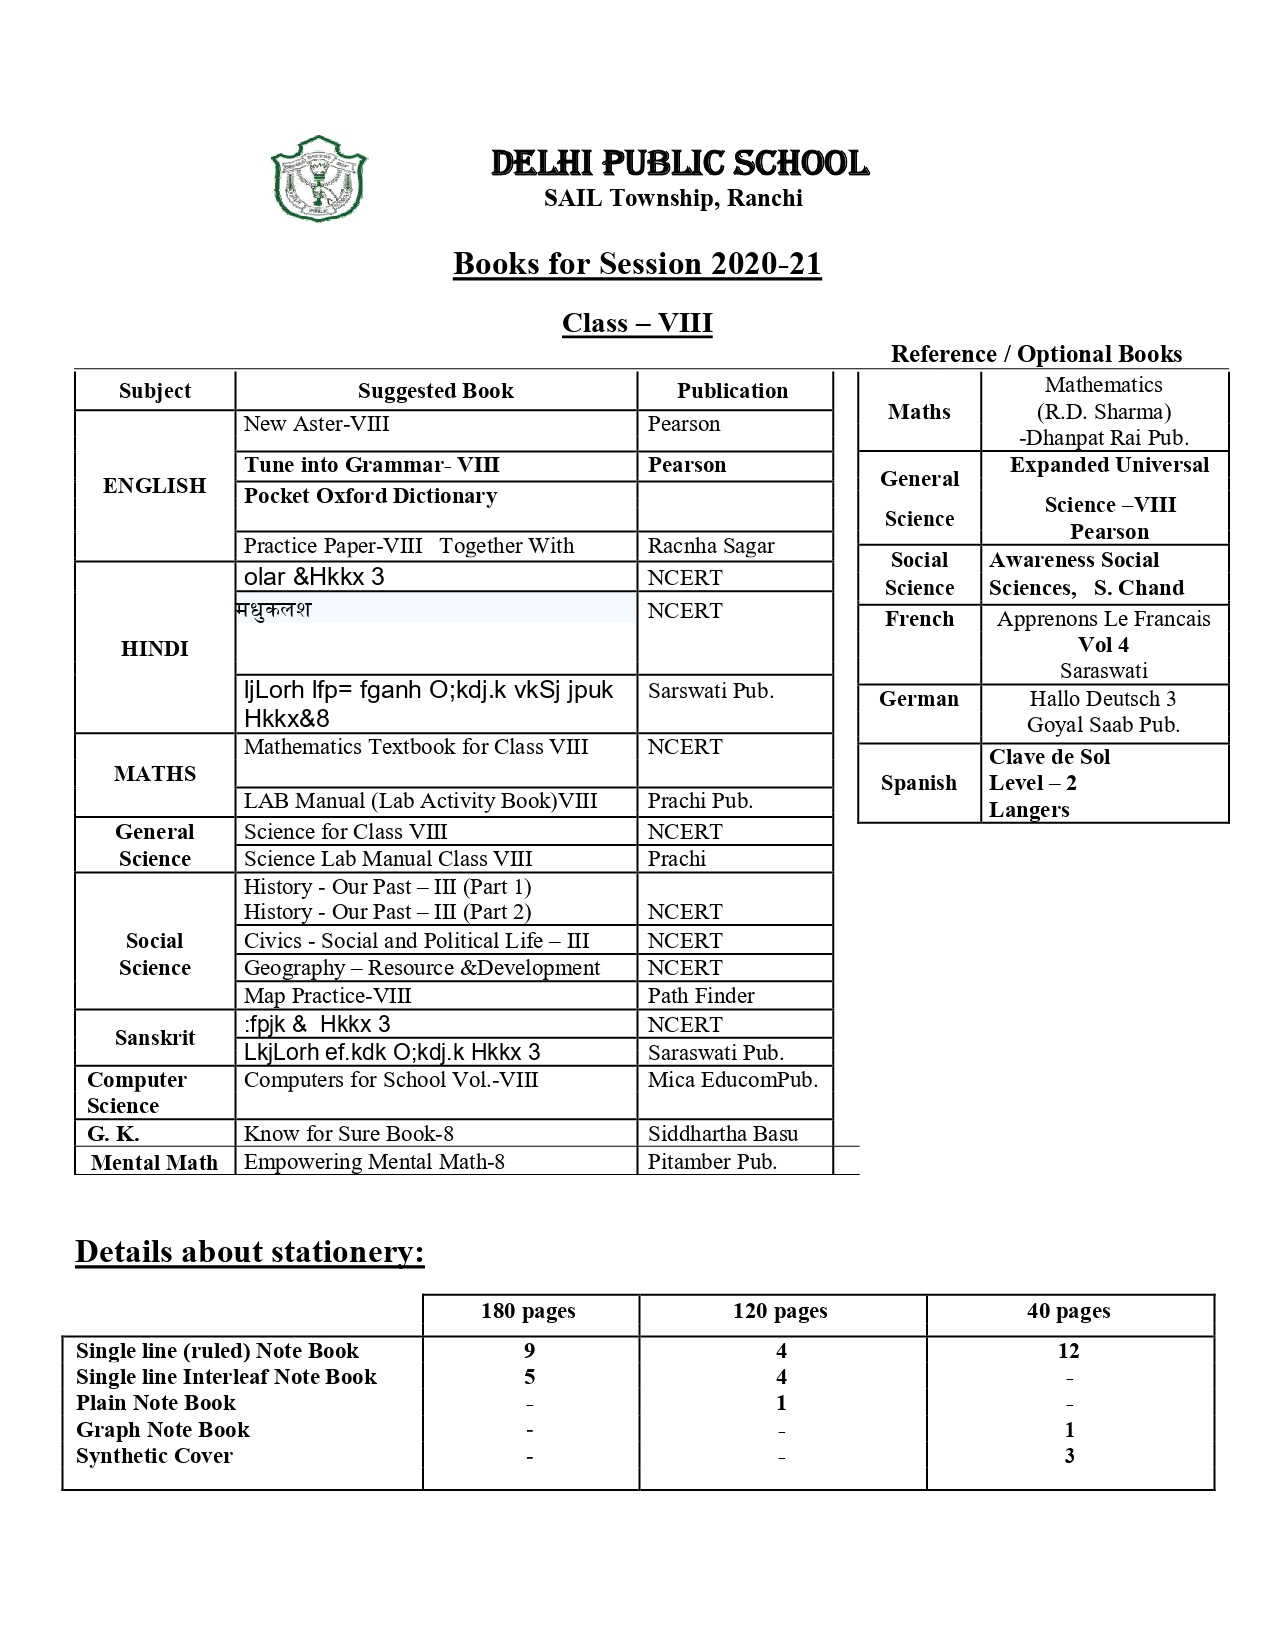 DELHI PUBLIC SCHOOL
SAIL Township, Ranchi
Books for Session 2020-21
Class – VIII
Reference / Optional Books
Subject Suggested Book Publication
ENGLISH
New Aster-VIII Pearson
Tune into Grammar- VIII Pearson
Pocket Oxford Dictionary
Practice Paper-VIII Together With Racnha Sagar
HINDI
olar &Hkkx 3 NCERT
मधुकलश NCERT
ljLorh lfp= fganh O;kdj.k vkSj jpuk
Hkkx&8
Sarswati Pub.
MATHS
Mathematics Textbook for Class VIII NCERT
LAB Manual (Lab Activity Book)VIII Prachi Pub.
General
Science
Science for Class VIII NCERT
Science Lab Manual Class VIII Prachi
Social
Science
History - Our Past – III (Part 1)
History - Our Past – III (Part 2) NCERT
Civics - Social and Political Life – III NCERT
Geography – Resource &Development NCERT
Map Practice-VIII Path Finder
Sanskrit
:fpjk & Hkkx 3 NCERT
LkjLorh ef.kdk O;kdj.k Hkkx 3 Saraswati Pub.
Computer
Science
Computers for School Vol.-VIII Mica EducomPub.
G. K. Know for Sure Book-8 Siddhartha Basu
Mental Math Empowering Mental Math-8 Pitamber Pub.
Maths
Mathematics
(R.D. Sharma)
-Dhanpat Rai Pub.
General
Science
Expanded Universal
Science –VIII
Pearson
Social
Science
Awareness Social
Sciences, S. Chand
French
Apprenons Le Francais
Vol 4
Saraswati
German
Hallo Deutsch 3
Goyal Saab Pub.
Spanish
Clave de Sol
Level – 2
Langers
Details about stationery:
180 pages 120 pages 40 pages
Single line (ruled) Note Book 9 4 12
Single line Interleaf Note Book 5 4 -
Plain Note Book - 1 -
Graph Note Book - - 1
Synthetic Cover - - 3